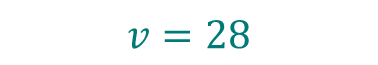 𝑣 = 28